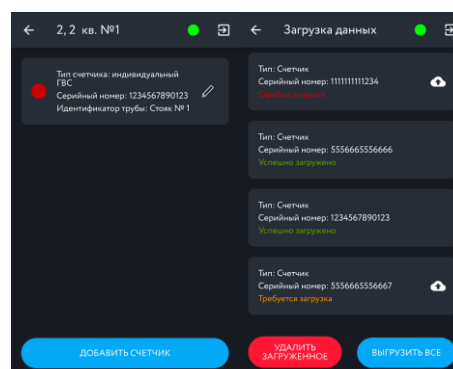 2, 2 кв. №1
Тип счетчика: индивидуальный
ГВС
Серийный номер: 1234567890123
Идентификатор трубы: Стояк № 1
ДОБАВИТЬ СЧЕТЧИК
Загрузка данных
Тип: Счетчик
Серийный номер: 1111111111234
Ошибка загрузки
Тип: Счетчик
Серийный номер: 5556665556666
Успешно загружено
Тип: Счетчик
Серийный номер: 1234567890123
Успешно загружено
Тип: Счетчик
Серийный номер: 5556665556667
Требуется загрузка
УДАЛИТЬ
ЗАГРУЖЕННОЕ
ВЫГРУЗИТЬ ВСЕ